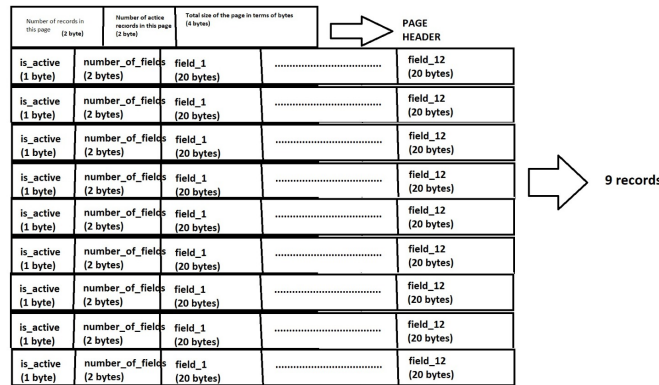 Number of records in this page (2 byte)
Number of actice reciords in this page (2 byte)
Total size of the page in terms of bytes (4 bytes)
PAGE HEADER
is_active number_of_fields field_1 ................................... field_12
(1 byte) (2 bytes) (20 bytes) (20 bytes)
is_active number_of_fields field_1 ................................... field_12
(1 byte) (2 bytes) (20 bytes) (20 bytes)
is_active number_of_fields field_1 ................................... field_12
(1 byte) (2 bytes) (20 bytes) (20 bytes)
is_active number_of_fields field_1 ................................... field_12
(1 byte) (2 bytes) (20 bytes) (20 bytes)
9 records
is_active number_of_fields field_1 ................................... field_12
(1 byte) (2 bytes) (20 bytes) (20 bytes)
is_active number_of_fields field_1 ................................... field_12
(1 byte) (2 bytes) (20 bytes) (20 bytes)
is_active number_of_fields field_1 ................................... field_12
(1 byte) (2 bytes) (20 bytes) (20 bytes)
is_active number_of_fields field_1 ................................... field_12
(1 byte) (2 bytes) (20 bytes) (20 bytes)
is_active number_of_fields field_1 ................................... field_12
(1 byte) (2 bytes) (20 bytes) (20 bytes)